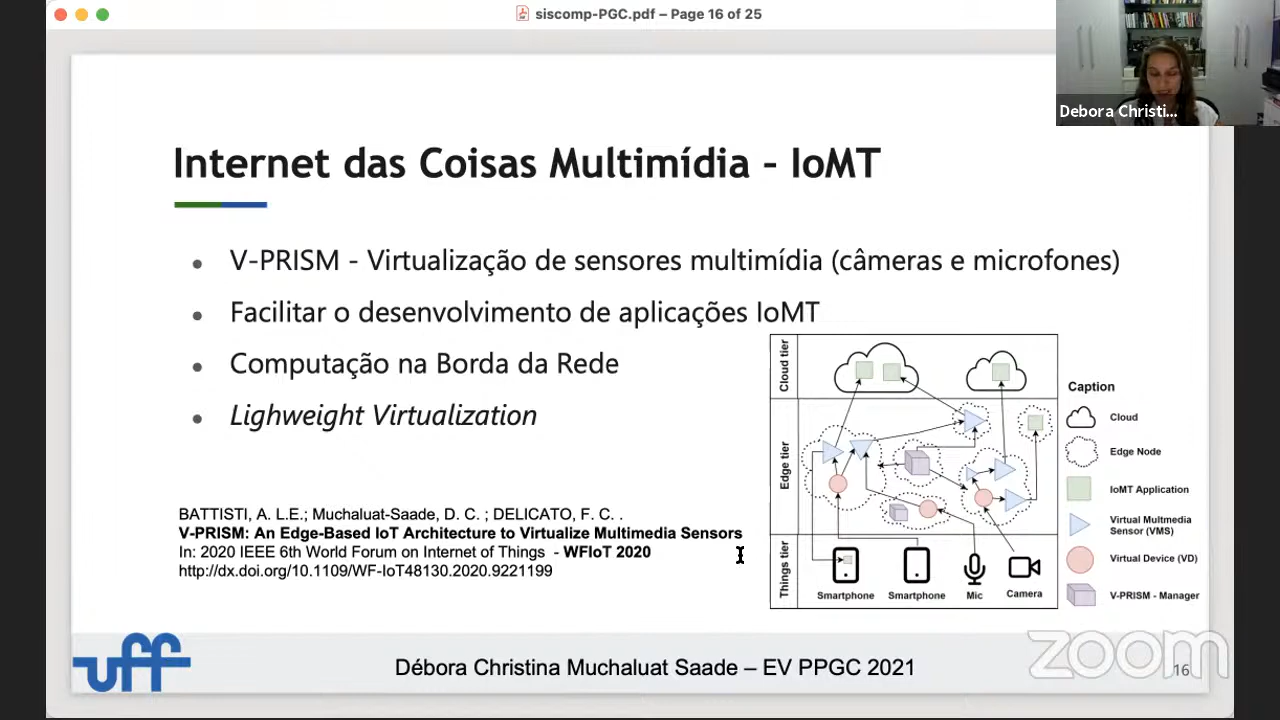 siscomp-PGC.pdf – Page 16 of 25
Debora Christi...
Internet das Coisas Multimídia – IoMT
V-PRISM - Virtualização de sensores multimídia (câmeras e microfones)
Facilitar o desenvolvimento de aplicações IoMT
Computação na Borda da Rede
Lighweight Virtualization
BATTISTI, A. L.E.; Muchaluat-Saade, D. C. ; DELICATO, F. C. .
V-PRISM: An Edge-Based IoT Architecture to Virtualize Multimedia Sensors
In: 2020 IEEE 6th World Forum on Internet of Things - WFIoT 2020
http://dx.doi.org/10.1109/WF-IoT48130.2020.9221199
Cloud tier
Edge tier
Things tier
Smartphone
Smartphone
Mic
Camera
Caption
Cloud
Edge Node
IoMT Application
Virtual Multmedia
Sensor (VMS)
Virtual Device (VD)
V-PRISM - Manager
uff
Débora Christina Muchaluat Saade – EV PPGC 2021
zoom
16